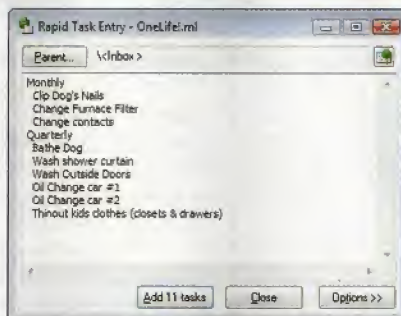 Rapid Task Entry - OneLife!.ml
Parent... \<Inbox>
Monthly
Clip Dog's Nails
Change Furnace Filter
Change contacts
Quarterly
Bathe Dog
Wash shower curtain
Wash Outside Doors
Oil Change car #1
Oil Change car #2
Thinout kids clothes (closets & drawers)
Add 11 tasks Close Options >>